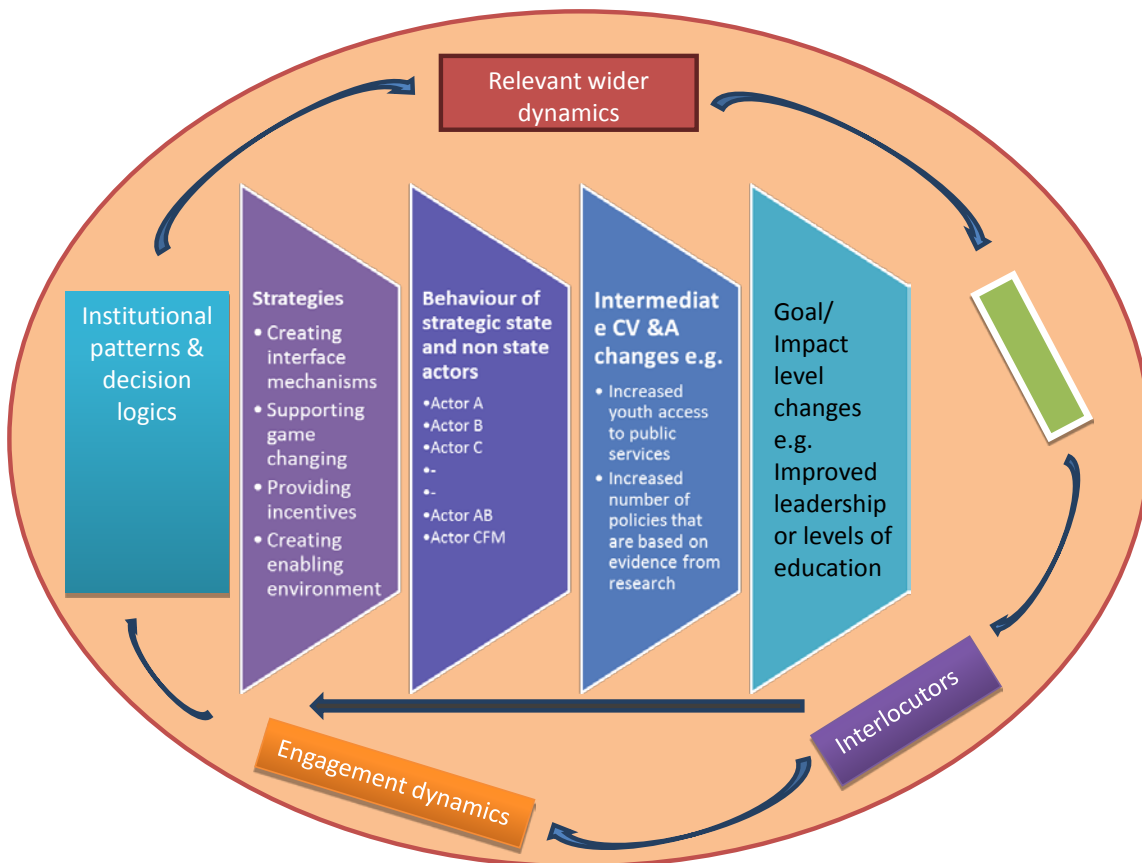 Relevant wider
dynamics
Institutional
patterns &
decision
logics
Strategies
• Creating
interface
mechanisms
• Supporting
game
changing
• Providing
incentives
• Creating
enabling
environment
Behaviour of
strategic state
and non state
actors
•Actor A
•Actor B
•Actor C
•-
•-
•Actor AB
•Actor CFM
Intermediat
e CV &A
changes e.g.
• Increased
youth access
to public
services
• Increased
number of
policies that
are based on
evidence from
research
Goal/
Impact
level
changes
e.g.
Improved
leadership
or levels of
education
Interlocutors
Engagement dynamics